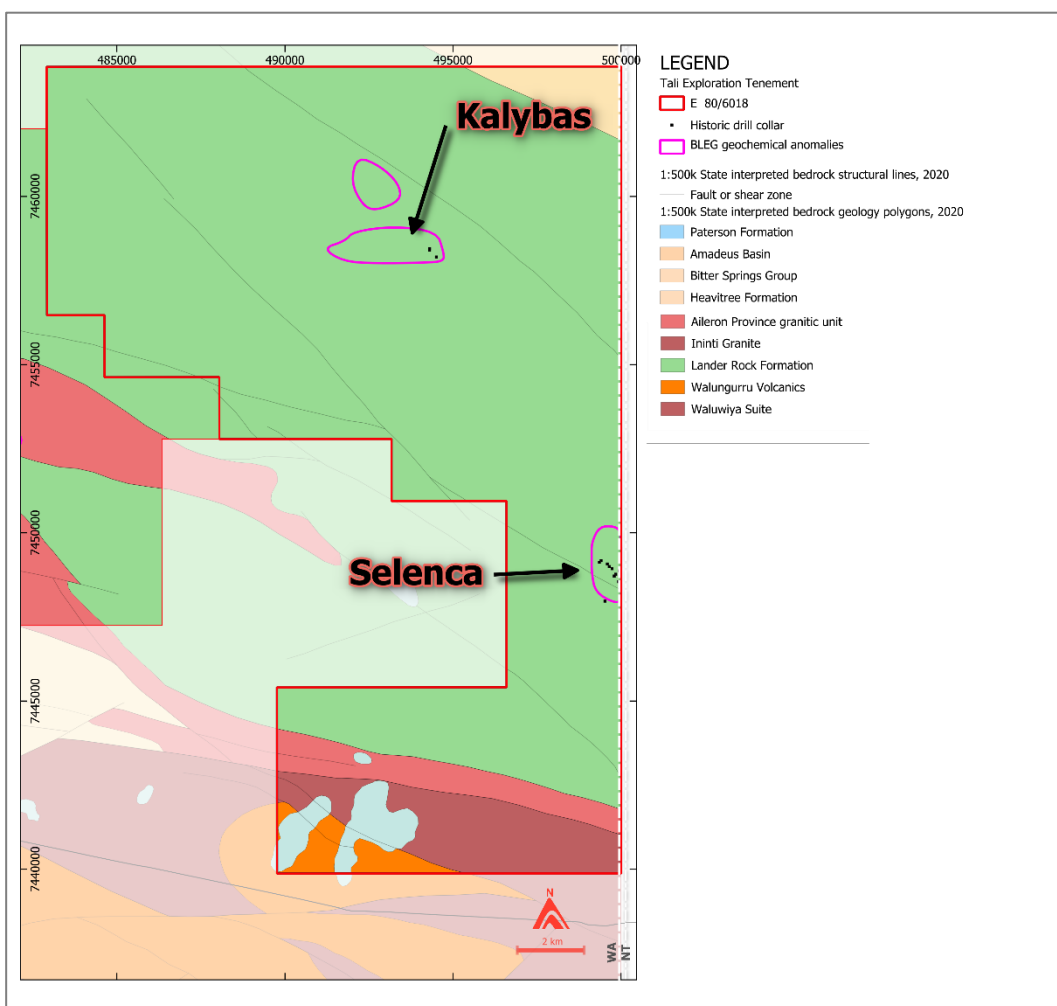 485000
490000
495000
500000
7460000
7455000
7450000
7445000
7440000
Kalybas
Selenca
N
2 km
WA
NT
LEGEND
Tali Exploration Tenement
E 80/6018
Historic drill collar
BLEG geochemical anomalies
1:500k State interpreted bedrock structural lines, 2020
Fault or shear zone
1:500k State interpreted bedrock geology polygons, 2020
Paterson Formation
Amadeus Basin
Bitter Springs Group
Heavitree Formation
Aileron Province granitic unit
Ininti Granite
Lander Rock Formation
Walungurru Volcanics
Waluwiya Suite